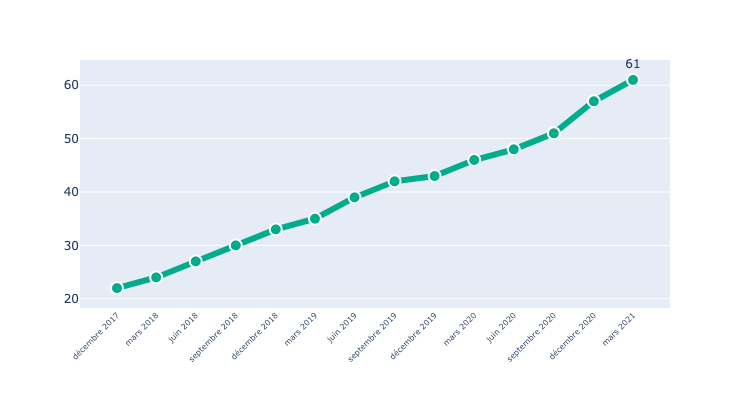 61
60
50
40
30
20
décembre 2017
mars 2018
juin 2018
septembre 2018
décembre 2018
mars 2019
juin 2019
septembre 2019
décembre 2019
mars 2020
juin 2020
septembre 2020
décembre 2020
mars 2021